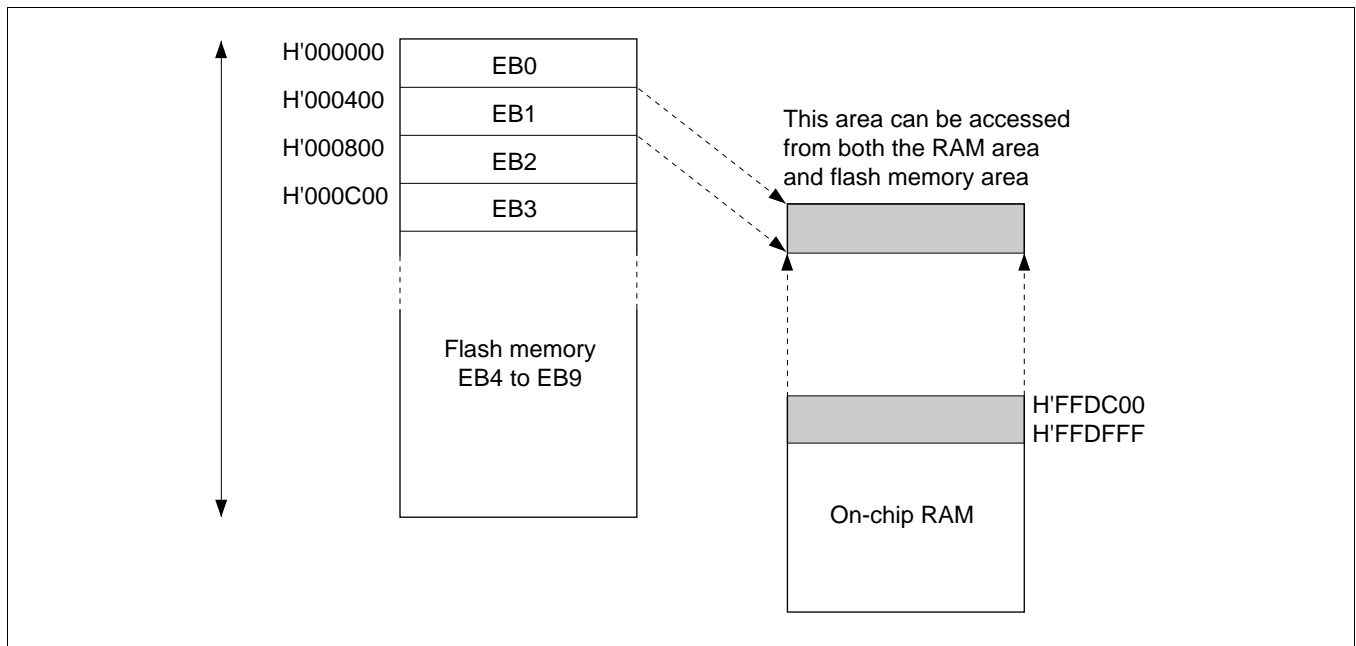 H'000000
EB0
H'000400
EB1
H'000800
EB2
H'000C00
EB3
Flash memory
EB4 to EB9
This area can be accessed
from both the RAM area
and flash memory area
H'FFDC00
H'FFDFFF
On-chip RAM